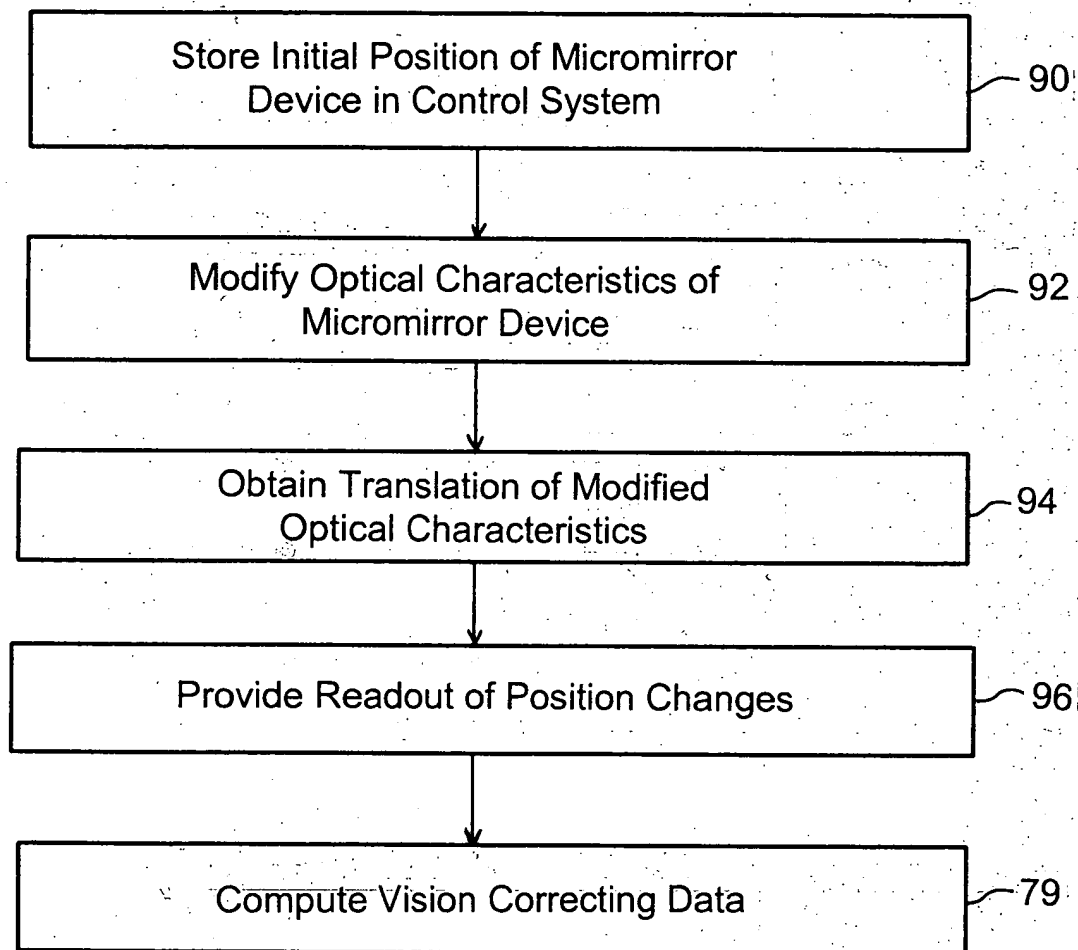 Store Initial Position of Micromirror
Device in Control System
90
Modify Optical Characteristics of
Micromirror Device
92
Obtain Translation of Modified
Optical Characteristics
94
Provide Readout of Position Changes
96
Compute Vision Correcting Data
79